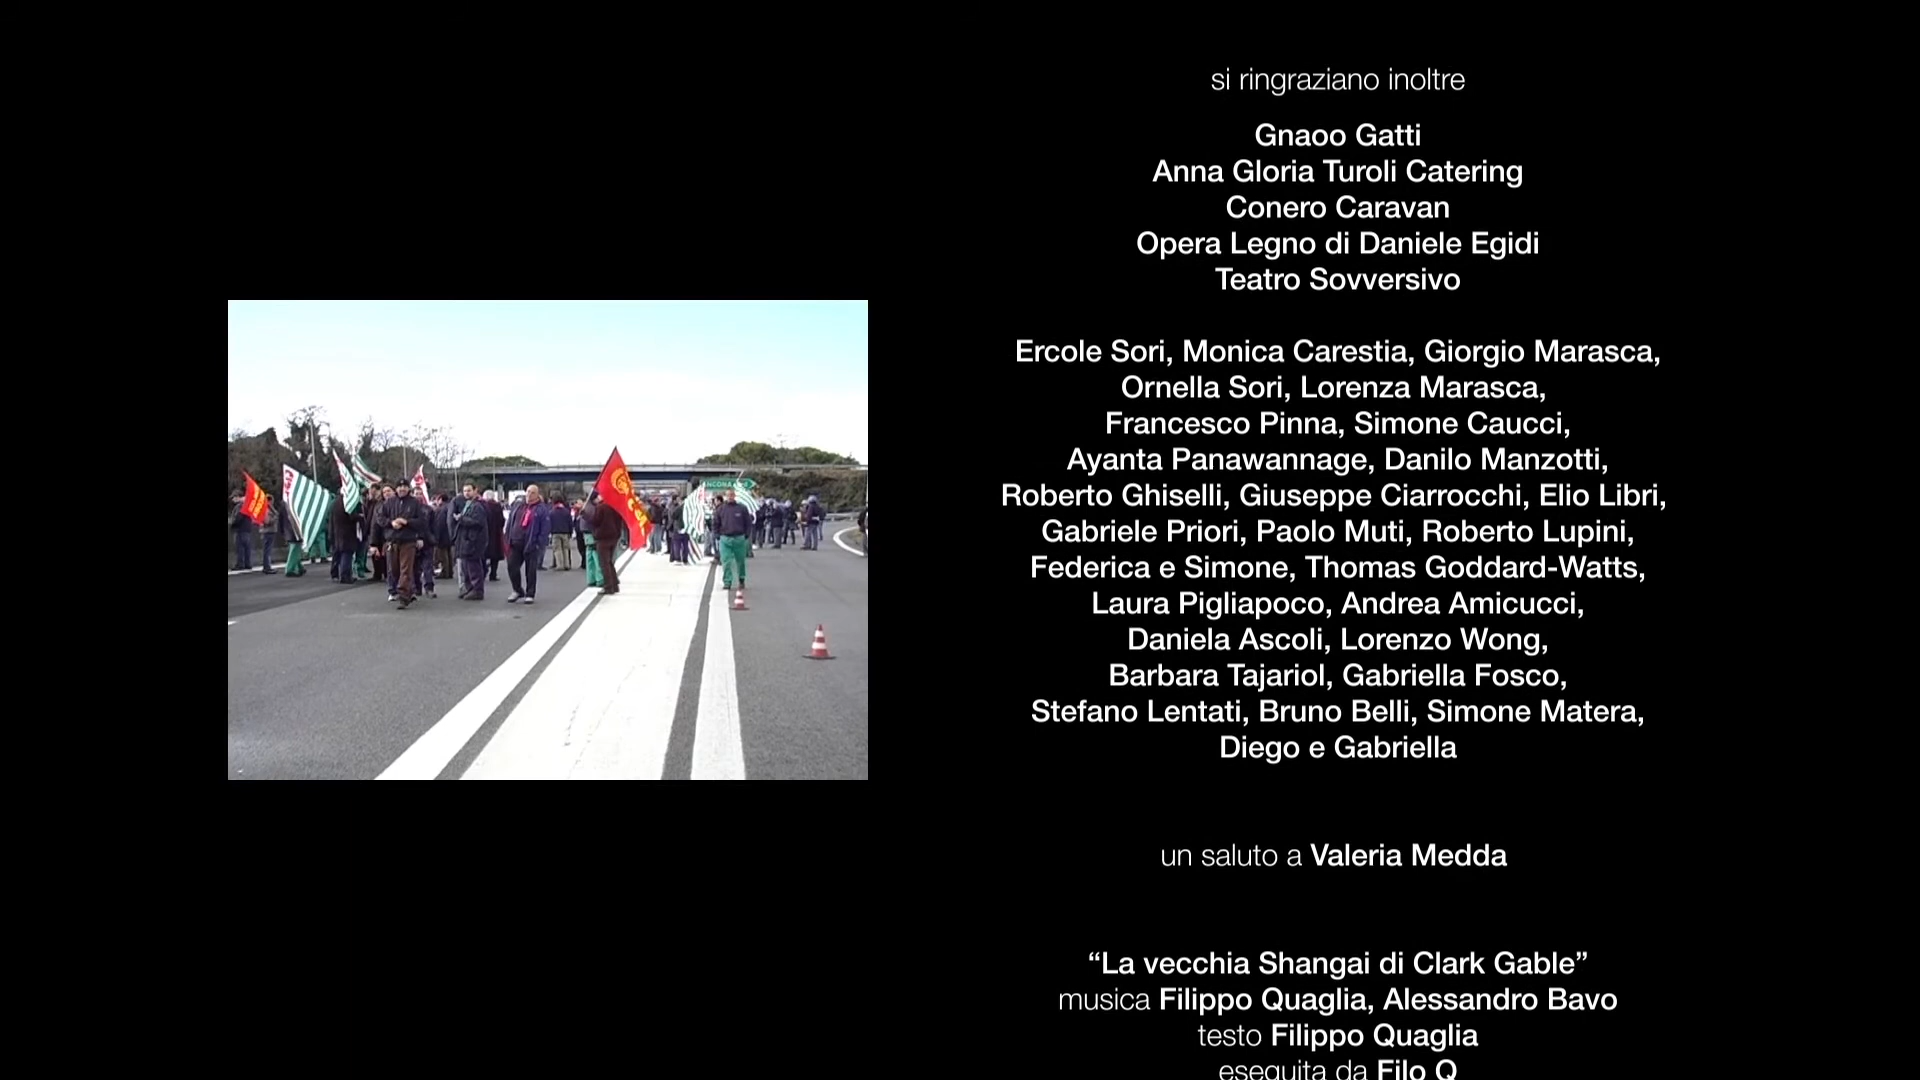 si ringraziano inoltre
Gnaoo Gatti
Anna Gloria Turoli Catering
Conero Caravan
Opera Legno di Daniele Egidi
Teatro Sovversivo
Ercole Sori, Monica Carestia, Giorgio Marasca,
Ornella Sori, Lorenza Marasca,
Francesco Pinna, Simone Caucci,
Ayanta Panawannage, Danilo Manzotti,
Roberto Ghiselli, Giuseppe Ciarrocchi, Elio Libri,
Gabriele Priori, Paolo Muti, Roberto Lupini,
Federica e Simone, Thomas Goddard-Watts,
Laura Pigliapoco, Andrea Amicucci,
Daniela Ascoli, Lorenzo Wong,
Barbara Tajariol, Gabriella Fosco,
Stefano Lentati, Bruno Belli, Simone Matera,
Diego e Gabriella
un saluto a Valeria Medda
“La vecchia Shangai di Clark Gable”
musica Filippo Quaglia, Alessandro Bavo
testo Filippo Quaglia
eseguita da Filo Q
ANCONA